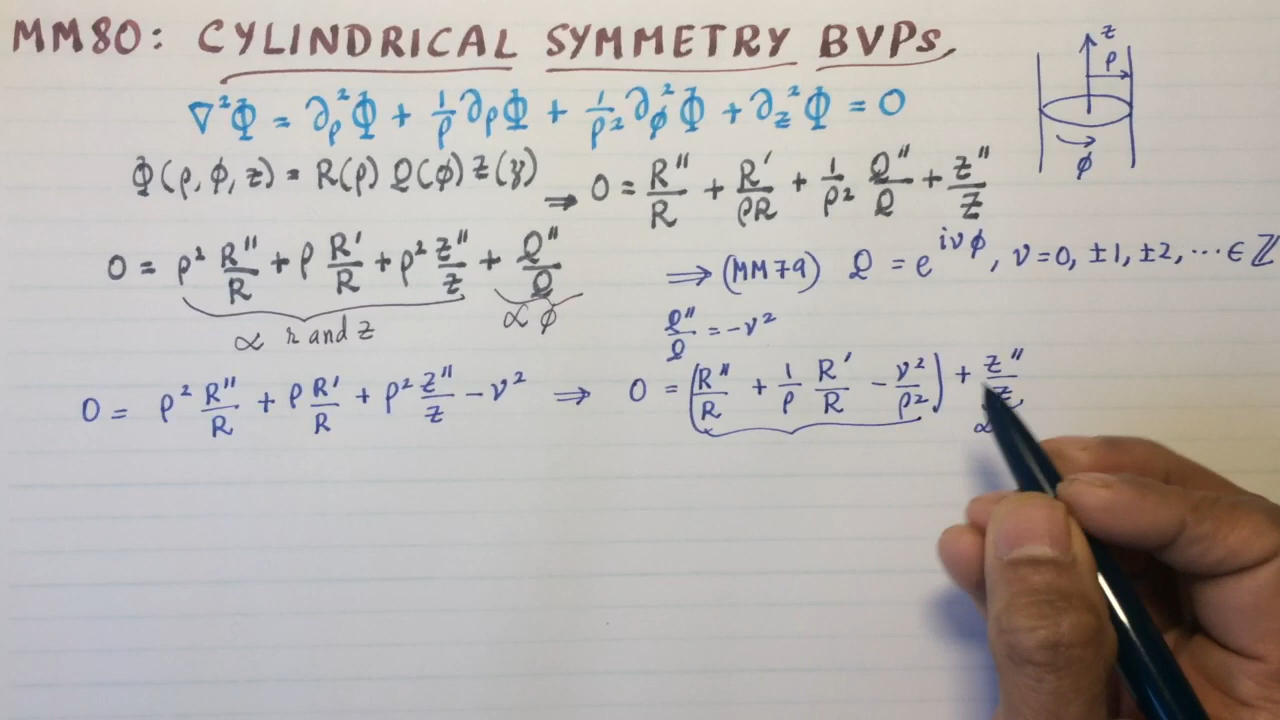 MM80: CYLINDRICAL SYMMETRY BVPs,
∇²Φ = ∂ρ²Φ + 1/ρ ∂ρΦ + 1/ρ² ∂ϕ²Φ + ∂z²Φ = 0
z
ρ
ϕ
Φ(ρ, ϕ, z) = R(ρ) Q(ϕ) Z(z) ⇒ 0 = R″/R + R′/ρR + 1/ρ² Q″/Q + Z″/Z
0 = ρ² R″/R + ρ R′/R + ρ² Z″/Z + Q″/Q
∝ r and z
∝ ϕ
⇒ (MM79) Q = e^{iνϕ}, ν = 0, ±1, ±2, ... ∈ ℤ
Q″/Q = -ν²
0 = ρ² R″/R + ρ R′/R + ρ² Z″/Z - ν² ⇒ 0 = (R″/R + 1/ρ R′/R - ν²/ρ²) + Z″/Z
∝